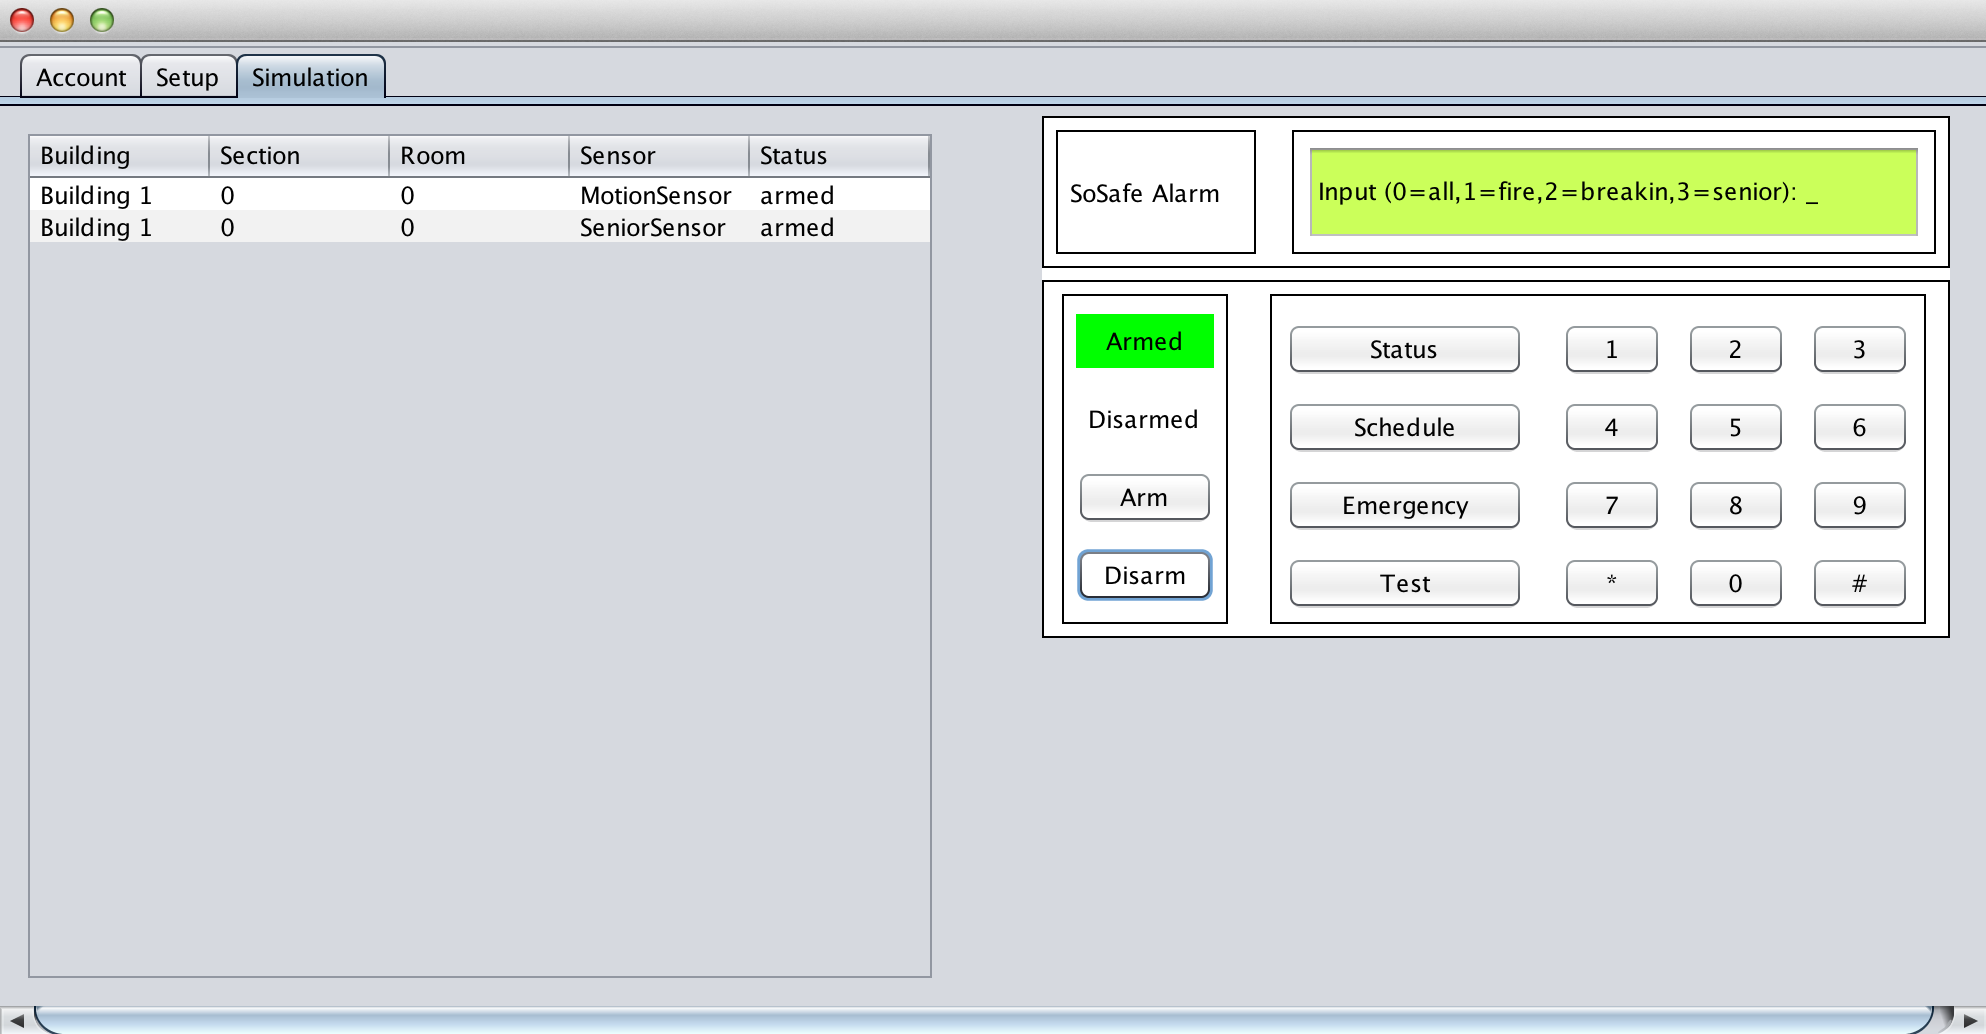 Account Setup Simulation
Building Section Room Sensor Status
Building 1 0 0 MotionSensor armed
Building 1 0 0 SeniorSensor armed
SoSafe Alarm
Input (0=all,1=fire,2=breakin,3=senior): _
Armed
Disarmed
Arm
Disarm
Status 1 2 3
Schedule 4 5 6
Emergency 7 8 9
Test * 0 #